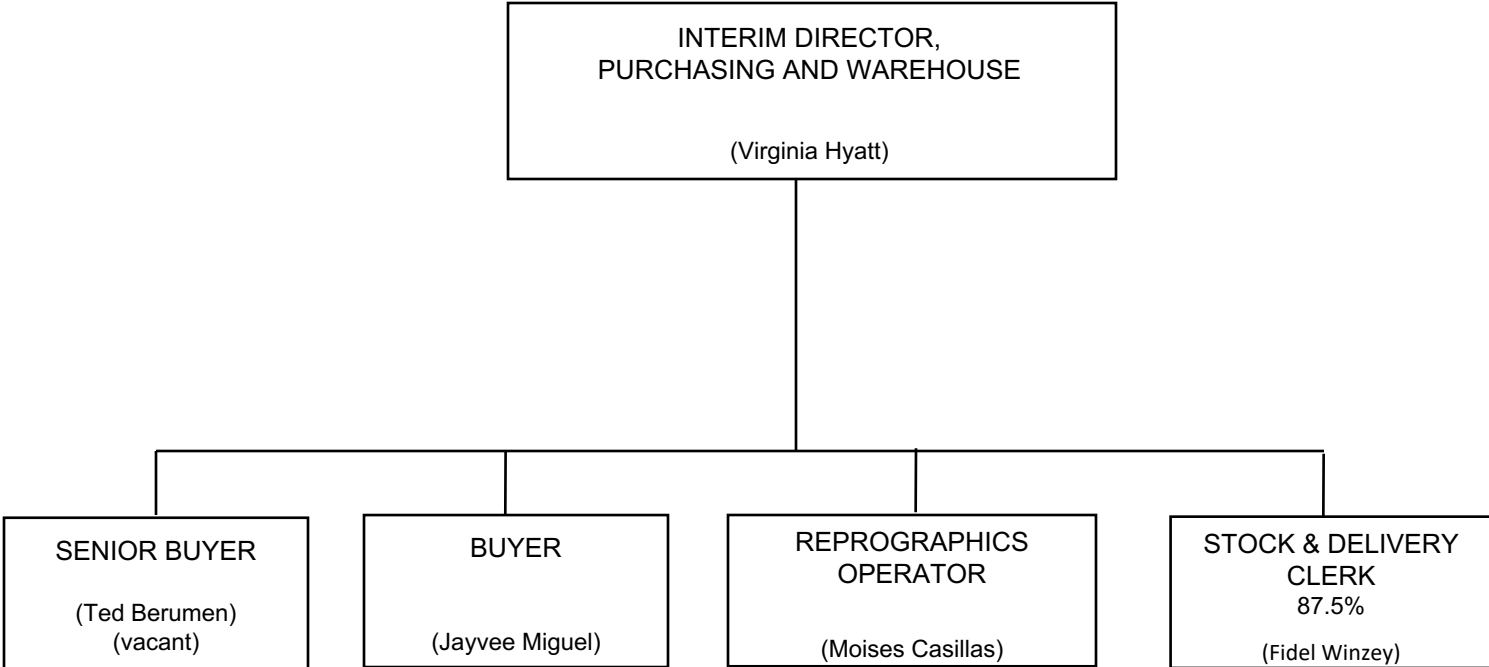 INTERIM DIRECTOR,
PURCHASING AND WAREHOUSE
(Virginia Hyatt)
SENIOR BUYER
(Ted Berumen)
(vacant)
BUYER
(Jayvee Miguel)
REPROGRAPHICS
OPERATOR
(Moises Casillas)
STOCK & DELIVERY
CLERK
87.5%
(Fidel Winzey)